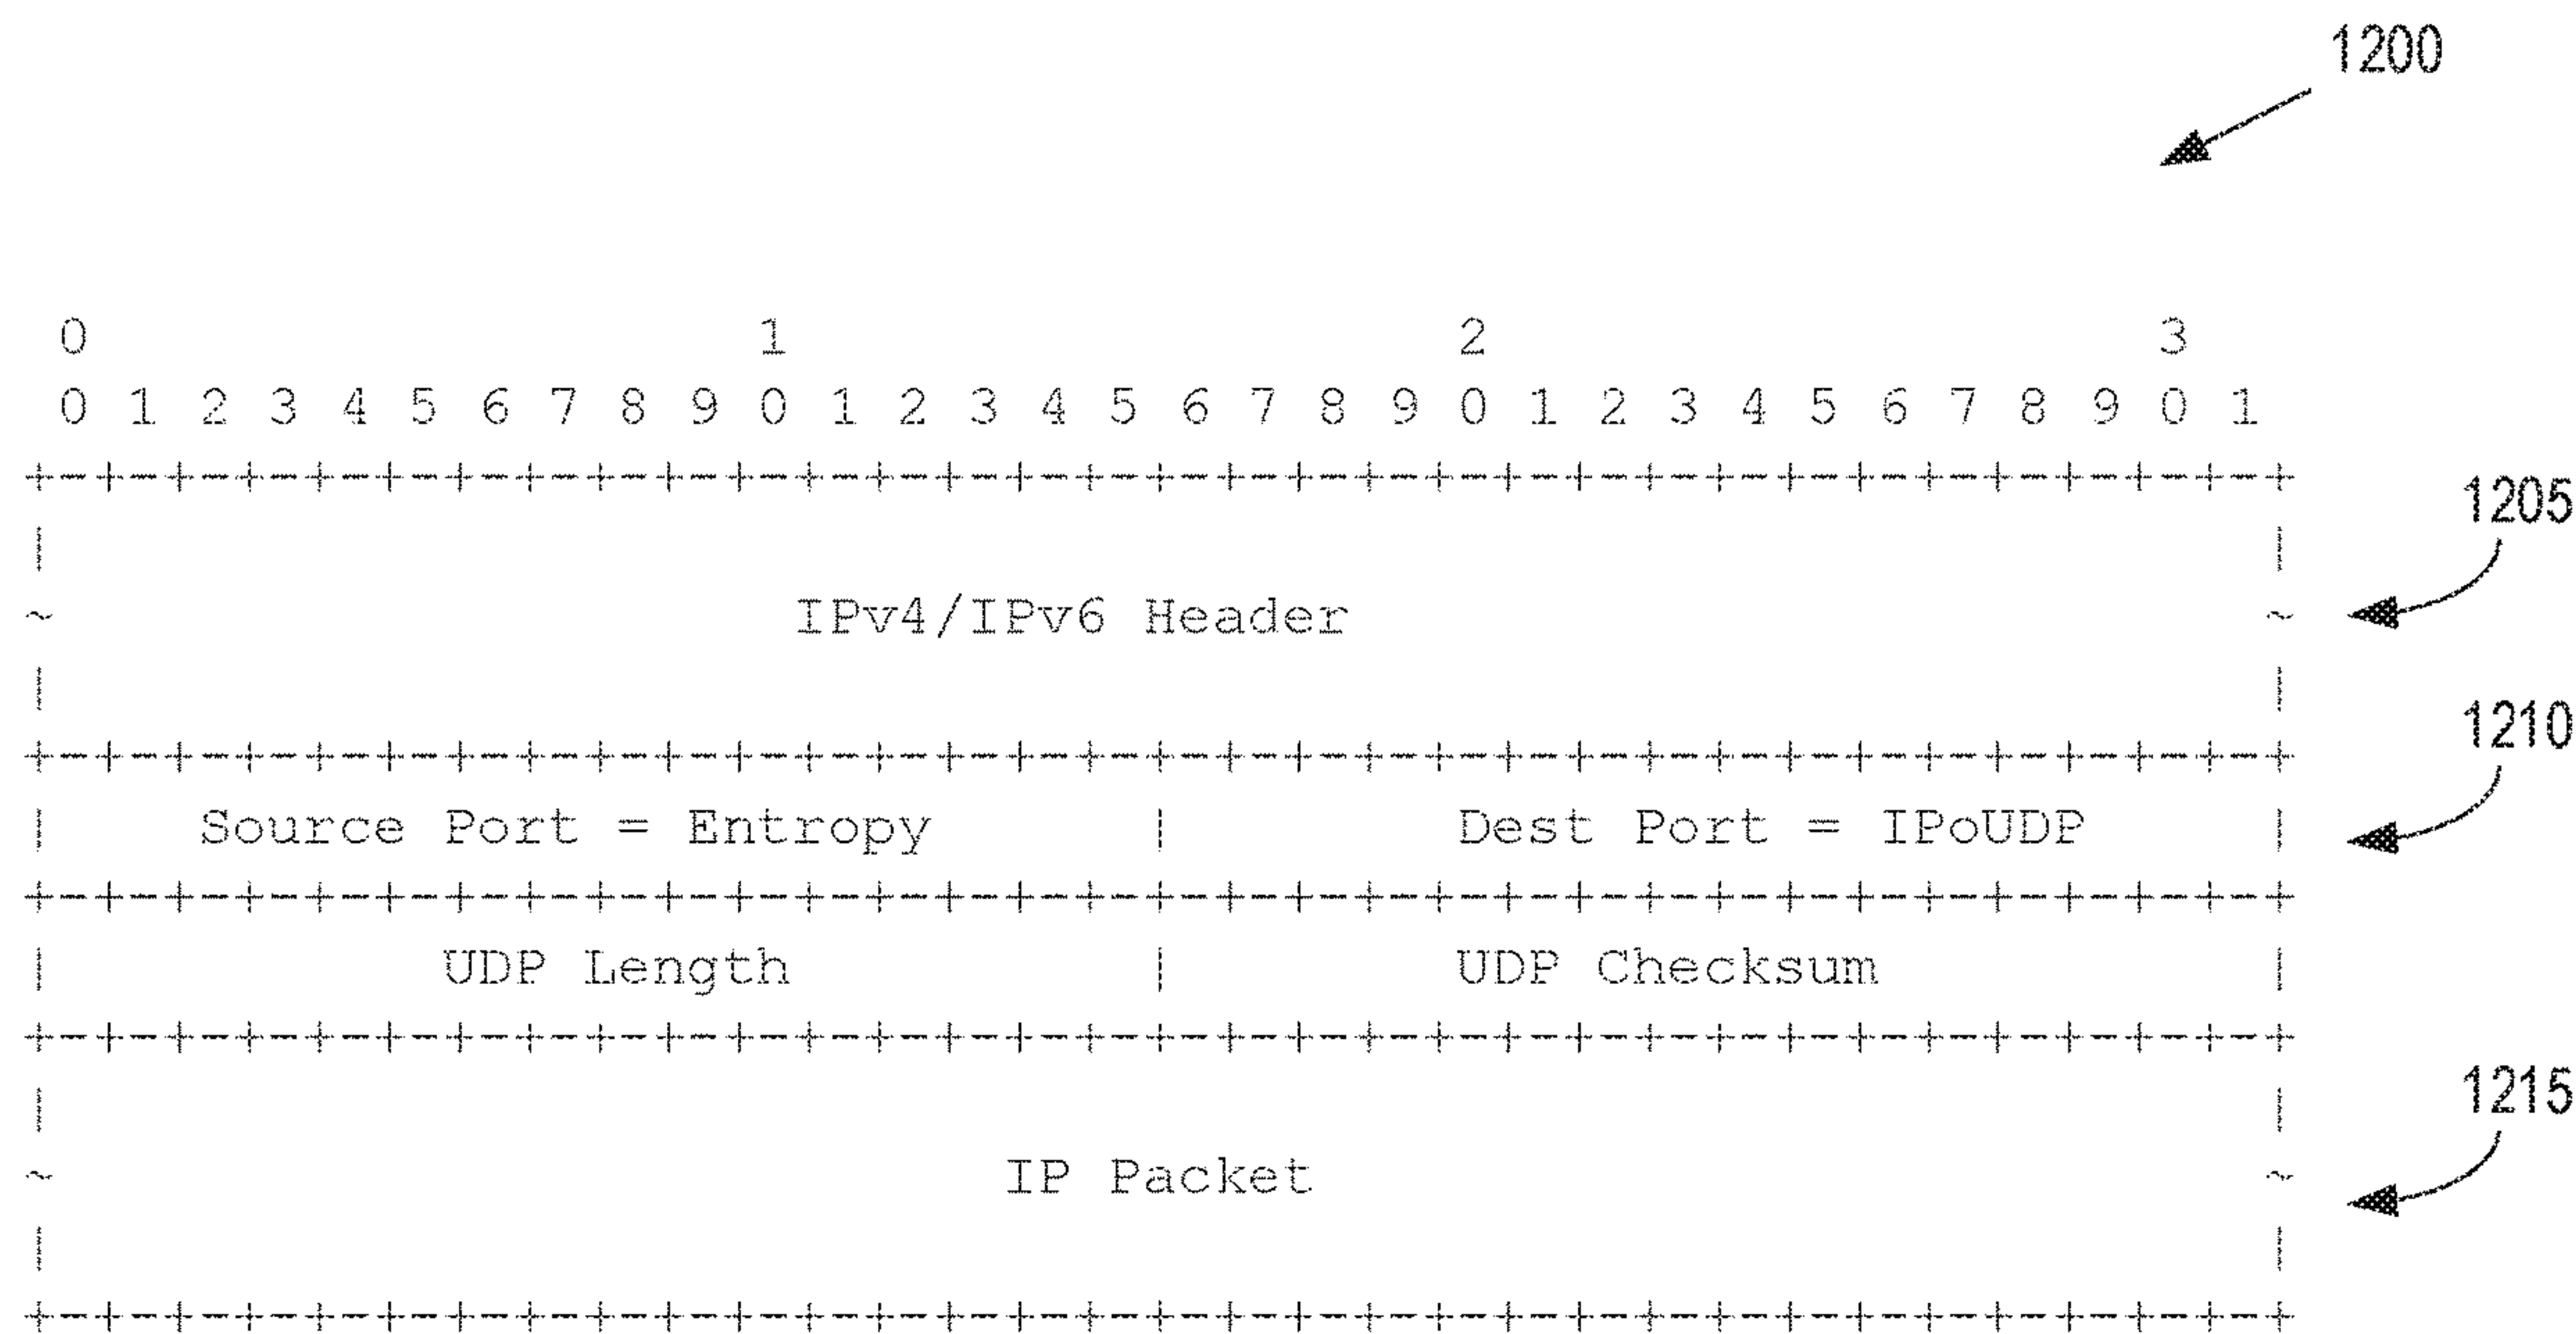 1200
0 1 2 3
0 1 2 3 4 5 6 7 8 9 0 1 2 3 4 5 6 7 8 9 0 1 2 3 4 5 6 7 8 9 0 1
+-+-+-+-+-+-+-+-+-+-+-+-+-+-+-+-+-+-+-+-+-+-+-+-+-+-+-+-+-+-+-+-+
1205
| |
~ IPv4/IPv6 Header ~
| |
1210
+-+-+-+-+-+-+-+-+-+-+-+-+-+-+-+-+-+-+-+-+-+-+-+-+-+-+-+-+-+-+-+-+
| Source Port = Entropy | Dest Port = IPoUDP |
+-+-+-+-+-+-+-+-+-+-+-+-+-+-+-+-+-+-+-+-+-+-+-+-+-+-+-+-+-+-+-+-+
| UDP Length | UDP Checksum |
+-+-+-+-+-+-+-+-+-+-+-+-+-+-+-+-+-+-+-+-+-+-+-+-+-+-+-+-+-+-+-+-+
1215
| |
~ IP Packet ~
| |
+-+-+-+-+-+-+-+-+-+-+-+-+-+-+-+-+-+-+-+-+-+-+-+-+-+-+-+-+-+-+-+-+